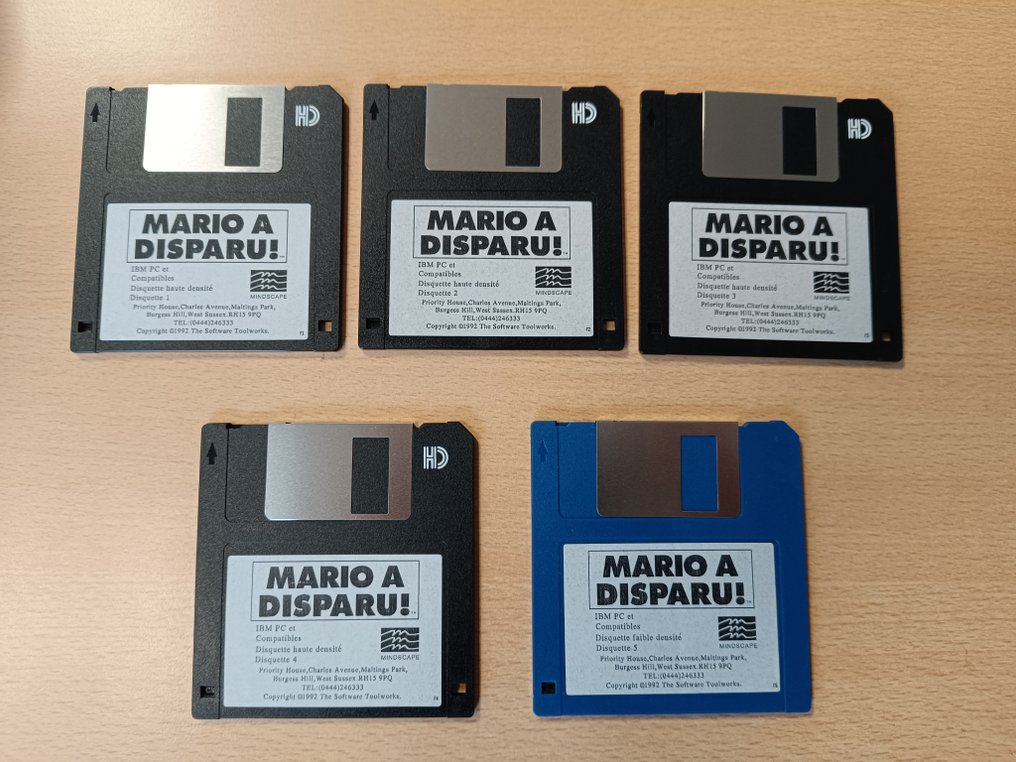 HD
MARIO A
DISPARU!
IBM PC et
Compatibles
Disquette haute densité
Disquette 1
MINDSCAPE
Priority House,Charles Avenue,Maltings Park,
Burgess Hill,West Sussex.RH15 9PQ
TEL:(0444)246333
Copyright ©1992 The Software Toolworks.
HD
MARIO A
DISPARU!
IBM PC et
Compatibles
Disquette haute densité
Disquette 2
MINDSCAPE
Priority House,Charles Avenue,Maltings Park,
Burgess Hill,West Sussex.RH15 9PQ
TEL:(0444)246333
Copyright ©1992 The Software Toolworks.
HD
MARIO A
DISPARU!
IBM PC et
Compatibles
Disquette haute densité
Disquette 3
MINDSCAPE
Priority House,Charles Avenue,Maltings Park,
Burgess Hill,West Sussex.RH15 9PQ
TEL:(0444)246333
Copyright ©1992 The Software Toolworks.
HD
MARIO A
DISPARU!
IBM PC et
Compatibles
Disquette haute densité
Disquette 4
MINDSCAPE
Priority House,Charles Avenue,Maltings Park,
Burgess Hill,West Sussex.RH15 9PQ
TEL:(0444)246333
Copyright ©1992 The Software Toolworks.
MARIO A
DISPARU!
IBM PC et
Compatibles
Disquette faible densité
Disquette 5
MINDSCAPE
Priority House,Charles Avenue,Maltings Park,
Burgess Hill,West Sussex.RH15 9PQ
TEL:(0444)246333
Copyright ©1992 The Software Toolworks.